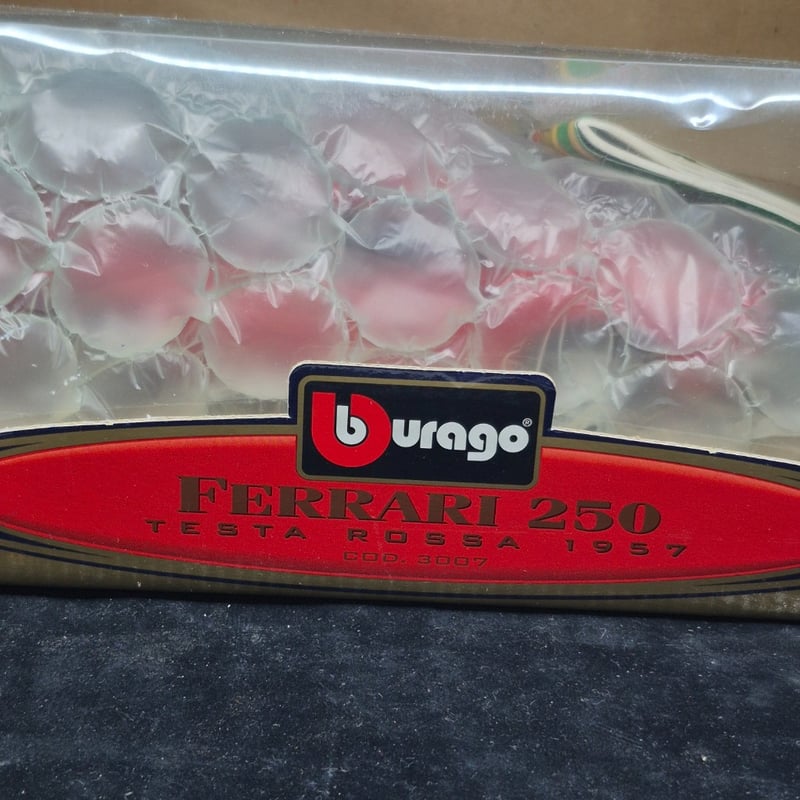 burago®
FERRARI 250
TESTA ROSSA 1957
COD. 3007